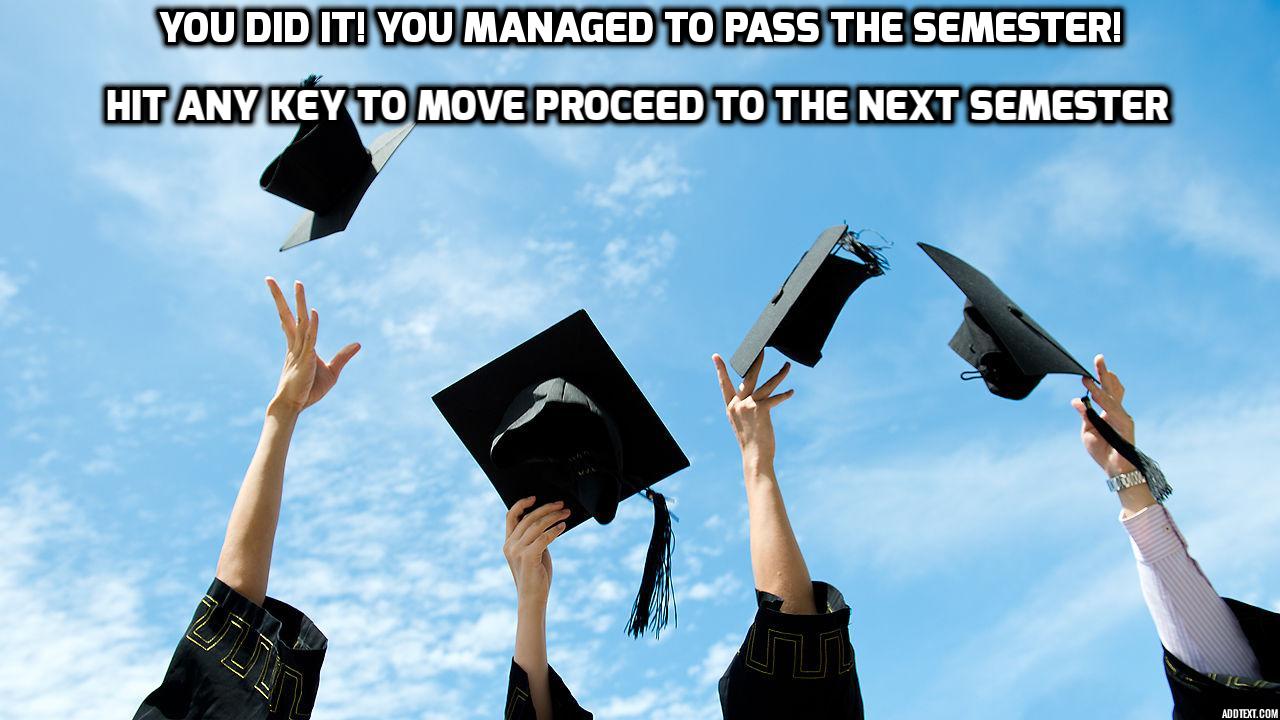 YOU DID IT! YOU MANAGED TO PASS THE SEMESTER!
HIT ANY KEY TO MOVE PROCEED TO THE NEXT SEMESTER
ADDTEXT.COM